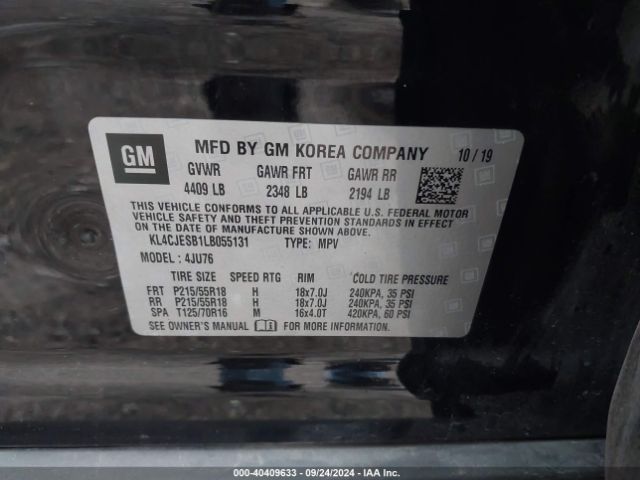 GM
MFD BY GM KOREA COMPANY 10 / 19
GVWR GAWR FRT GAWR RR
4409 LB 2348 LB 2194 LB
THIS VEHICLE CONFORMS TO ALL APPLICABLE U.S. FEDERAL MOTOR
VEHICLE SAFETY AND THEFT PREVENTION STANDARDS IN EFFECT
ON THE DATE OF MANUFACTURE SHOWN ABOVE.
KL4CJESB1LB055131 TYPE: MPV
MODEL : 4JU76
TIRE SIZE SPEED RTG RIM COLD TIRE PRESSURE
FRT P215/55R18 H 18x7.0J 240KPA, 35 PSI
RR P215/55R18 H 18x7.0J 240KPA, 35 PSI
SPA T125/70R16 M 16x4.0T 420KPA, 60 PSI
SEE OWNER'S MANUAL FOR MORE INFORMATION.
000-40409633 - 09/24/2024 - IAA Inc.